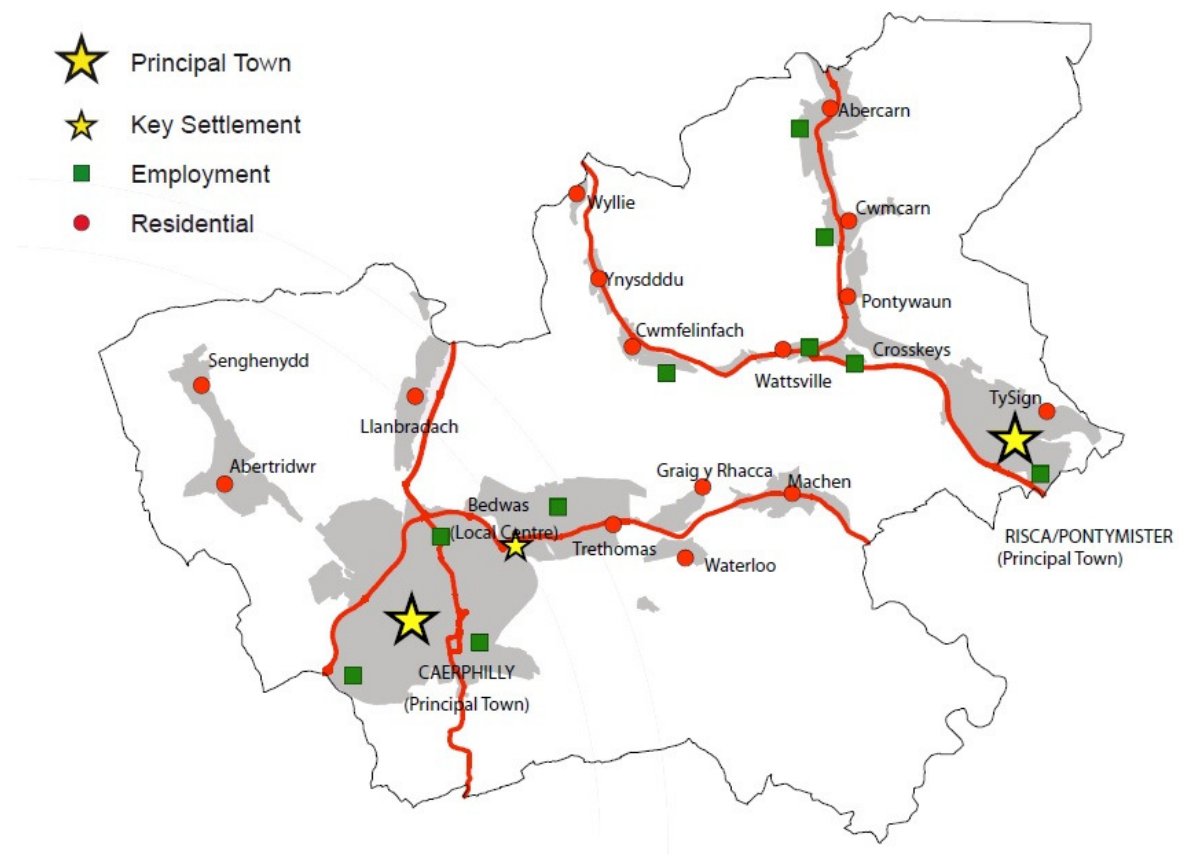 Principal Town
Key Settlement
Employment
Residential
Abercarn
Wyllie
Cwmcarn
Ynysdddu
Pontywaun
Cwmfelinfach
Crosskeys
Senghenydd
Wattsville
Llanbradach
TySign
Abertridwr
Graig y Rhacca
Machen
Bedwas
(Local Centre)
RISCA/PONTYMISTER
(Principal Town)
Trethomas
Waterloo
CAERPHILLY
(Principal Town)